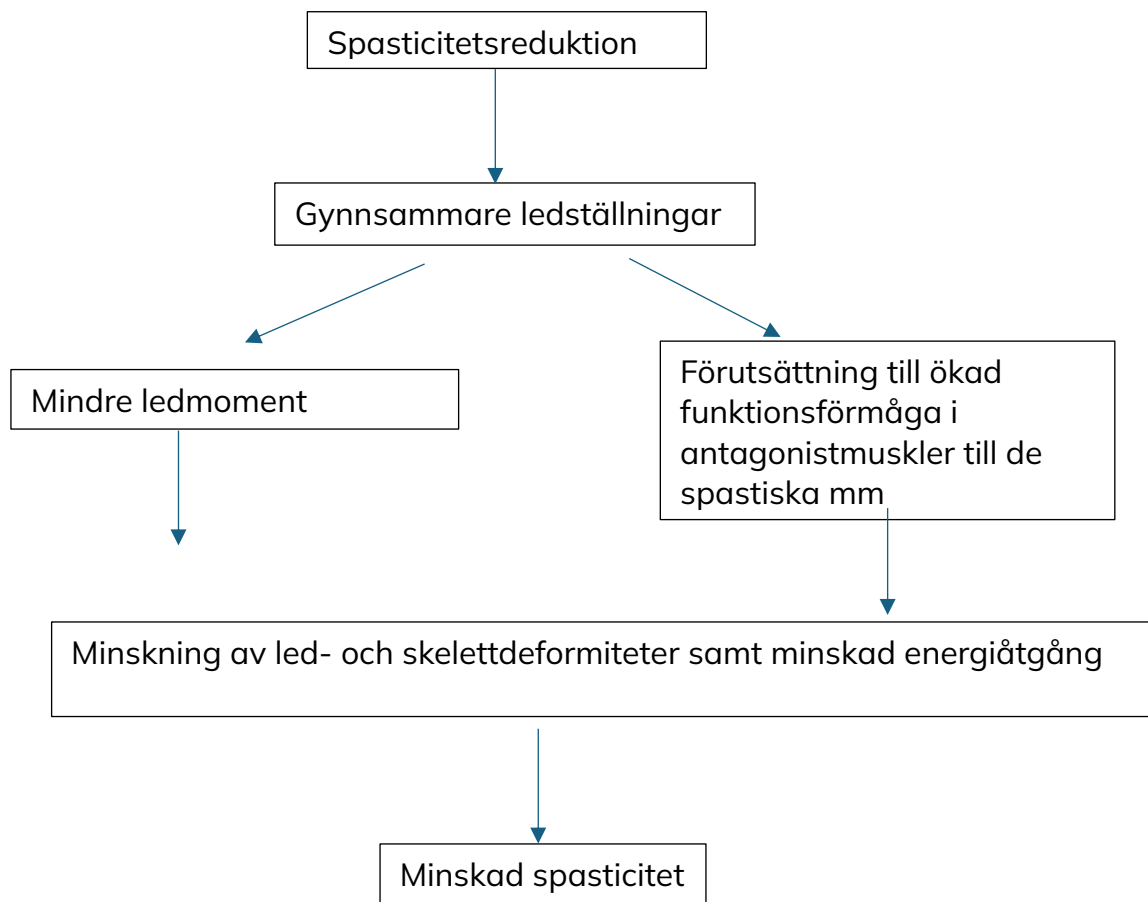 Spasticitetsreduktion
Gynnsammare ledställningar
Mindre ledmoment
Förutsättning till ökad
funktionsförmåga i
antagonistmuskler till de
spastiska mm
Minskning av led- och skelettdeformiteter samt minskad energiåtgång
Minskad spasticitet